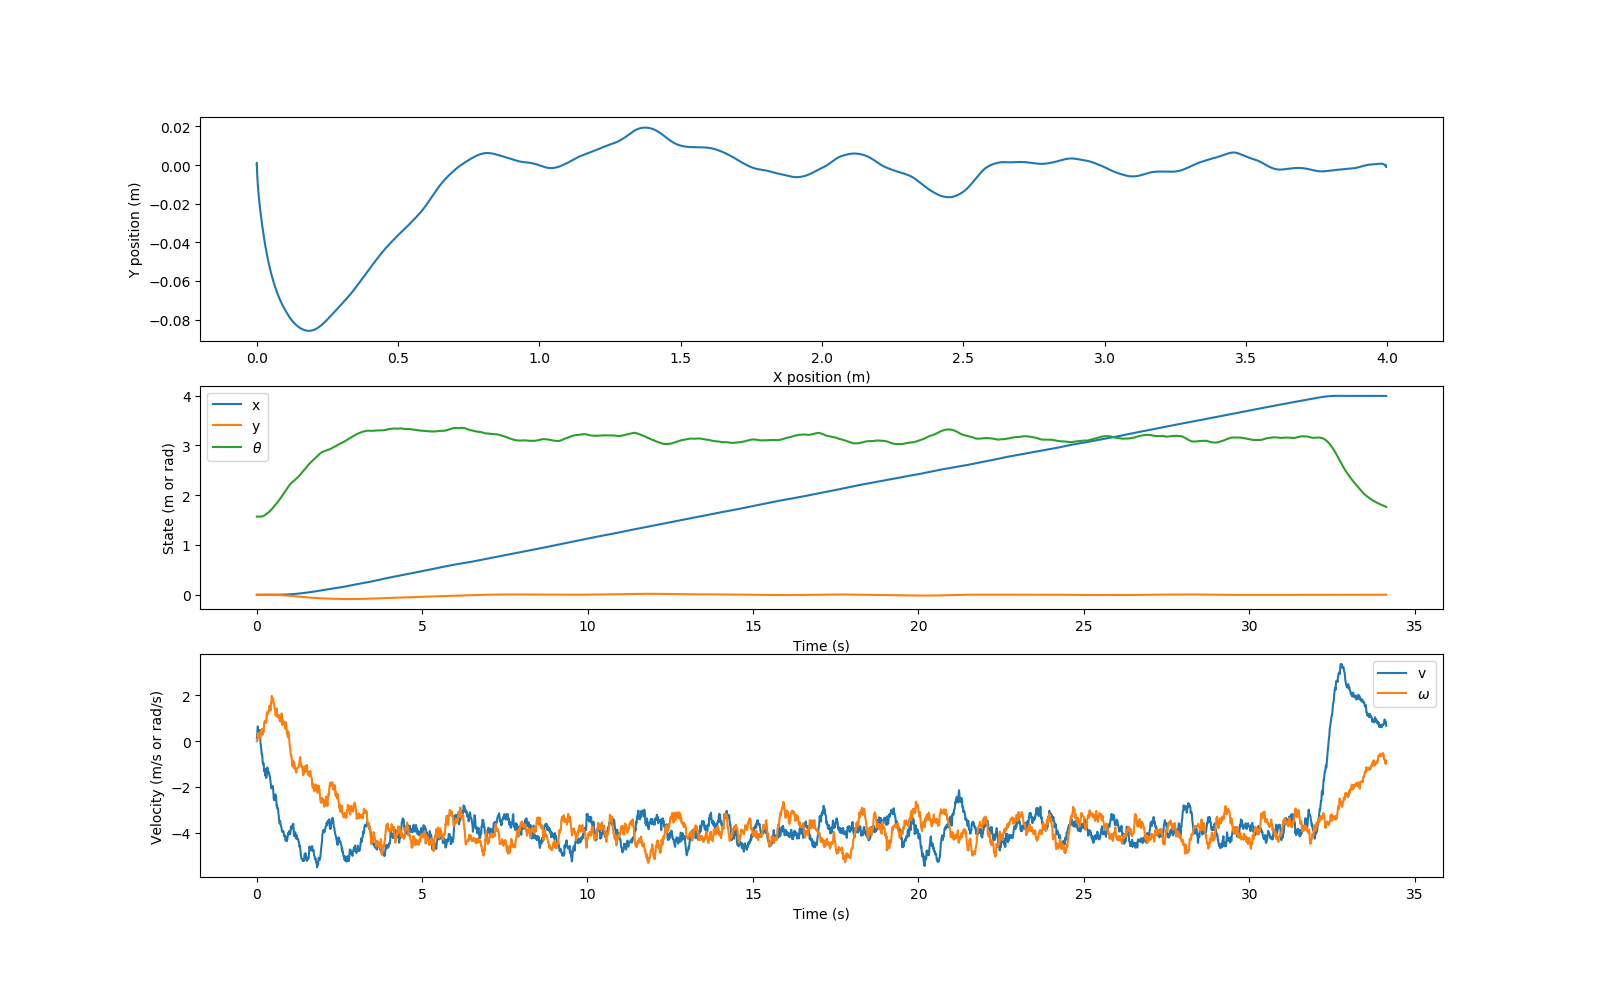 Y position (m)
0.02
0.00
−0.02
−0.04
−0.06
−0.08
0.0 0.5 1.0 1.5 2.0 2.5 3.0 3.5 4.0
X position (m)
State (m or rad)
4
3
2
1
0
x
y
θ
0 5 10 15 20 25 30 35
Time (s)
Velocity (m/s or rad/s)
2
0
−2
−4
v
ω
0 5 10 15 20 25 30 35
Time (s)